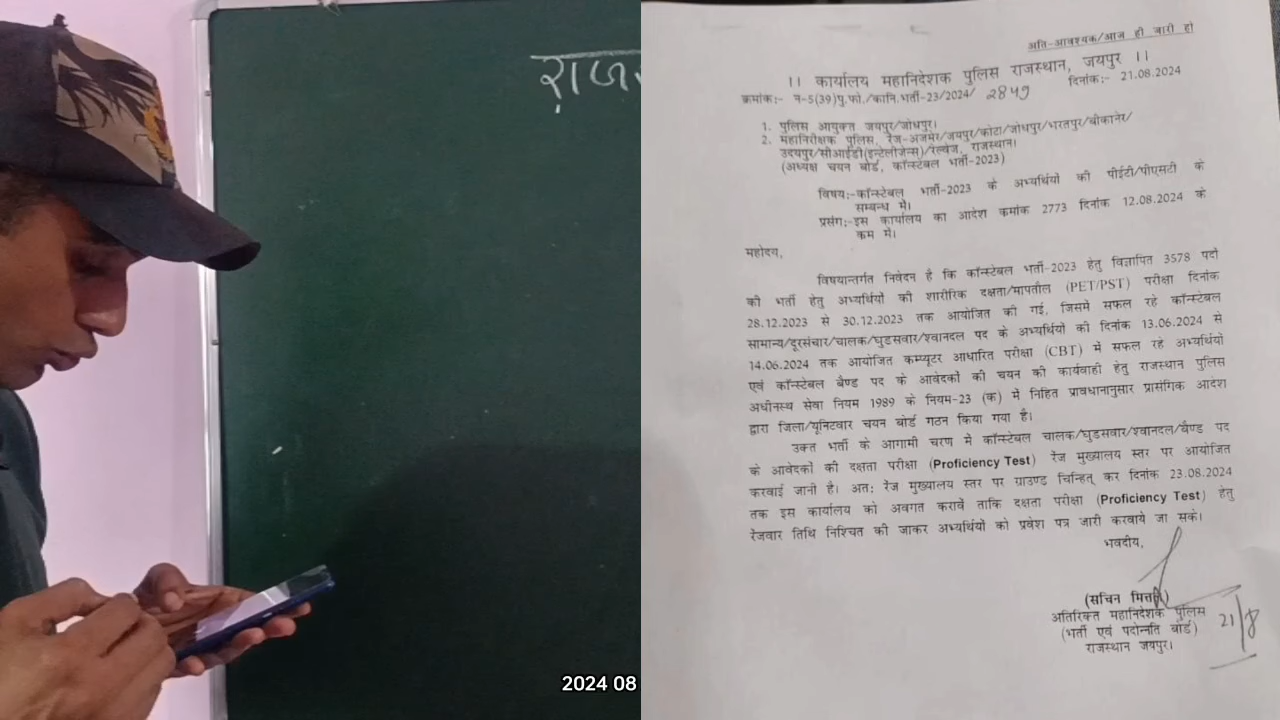 राज
2024 08
अति-आवश्यक/आज ही जारी हो
।। कार्यालय महानिदेशक पुलिस राजस्थान, जयपुर ।।
क्रमांक:- न-5(39)पु.फो./कानि.भर्ती-23/2024/ 2849 दिनांक:- 21.08.2024
1. पुलिस आयुक्त जयपुर/जोधपुर।
2. महानिरीक्षक पुलिस, रेंज-अजमेर/जयपुर/कोटा/जोधपुर/भरतपुर/बीकानेर/
उदयपुर/सीआईडी(इन्टेलीजेन्स)/रेल्वेज, राजस्थान।
(अध्यक्ष चयन बोर्ड, कॉन्स्टेबल भर्ती-2023)
विषय:-कॉन्स्टेबल भर्ती-2023 के अभ्यर्थियों की पीईटी/पीएसटी के
सम्बन्ध में।
प्रसंग:-इस कार्यालय का आदेश क्रमांक 2773 दिनांक 12.08.2024 के
क्रम में।
महोदय,
विषयान्तर्गत निवेदन है कि कॉन्स्टेबल भर्ती-2023 हेतु विज्ञापित 3578 पदों
की भर्ती हेतु अभ्यर्थियों की शारीरिक दक्षता/मापतौल (PET/PST) परीक्षा दिनांक
28.12.2023 से 30.12.2023 तक आयोजित की गई, जिसमें सफल रहे कॉन्स्टेबल
सामान्य/दूरसंचार/चालक/घुडसवार/श्वानदल पद के अभ्यर्थियों की दिनांक 13.06.2024 से
14.06.2024 तक आयोजित कम्प्यूटर आधारित परीक्षा (CBT) में सफल रहे अभ्यर्थियों
एवं कॉन्स्टेबल बैण्ड पद के आवेदकों की चयन की कार्यवाही हेतु राजस्थान पुलिस
अधीनस्थ सेवा नियम 1989 के नियम-23 (क) में निहित प्रावधानानुसार प्रासंगिक आदेश
द्वारा जिला/यूनिटवार चयन बोर्ड गठन किया गया है।
उक्त भर्ती के आगामी चरण में कॉन्स्टेबल चालक/घुडसवार/श्वानदल/बैण्ड पद
के आवेदकों की दक्षता परीक्षा (Proficiency Test) रेंज मुख्यालय स्तर पर आयोजित
करवाई जानी है। अत: रेंज मुख्यालय स्तर पर ग्राउण्ड चिन्हित् कर दिनांक 23.08.2024
तक इस कार्यालय को अवगत करावें ताकि दक्षता परीक्षा (Proficiency Test) हेतु
रेंजवार तिथि निश्चित की जाकर अभ्यर्थियों को प्रवेश पत्र जारी करवाये जा सकें।
भवदीय,
(सचिन मित्तल)
अतिरिक्त महानिदेशक पुलिस
(भर्ती एवं पदोन्नति बोर्ड)
राजस्थान जयपुर।
21/8